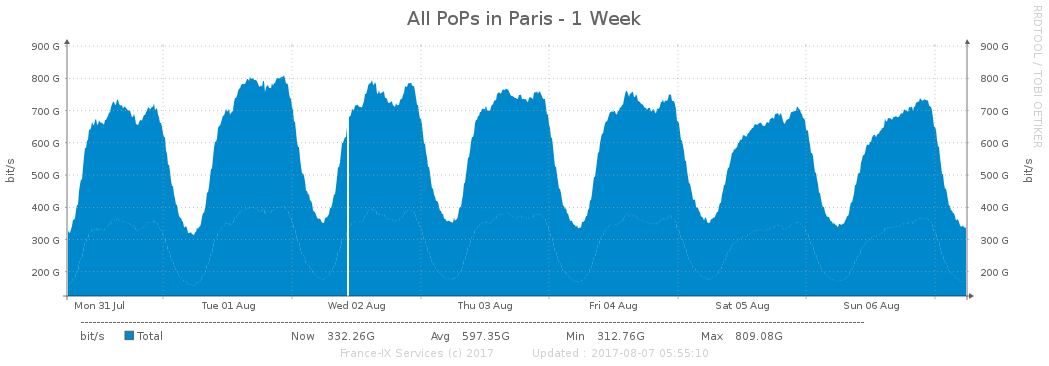 All PoPs in Paris - 1 Week
RRDTOOL / TOBI OETIKER
900 G 900 G
800 G 800 G
700 G 700 G
600 G 600 G
500 G 500 G
400 G 400 G
300 G 300 G
200 G 200 G
bit/s bit/s
Mon 31 Jul Tue 01 Aug Wed 02 Aug Thu 03 Aug Fri 04 Aug Sat 05 Aug Sun 06 Aug
bit/s Total Now 332.26G Avg 597.35G Min 312.76G Max 809.08G
France-IX Services (c) 2017 Updated : 2017-08-07 05:55:10